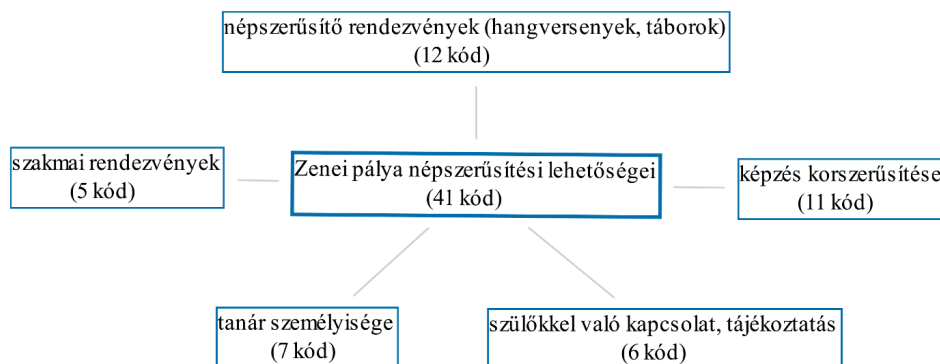 népszerűsítő rendezvények (hangversenyek, táborok)
(12 kód)
szakmai rendezvények
(5 kód)
Zenei pálya népszerűsítési lehetőségei
(41 kód)
képzés korszerűsítése
(11 kód)
tanár személyisége
(7 kód)
szülőkkel való kapcsolat, tájékoztatás
(6 kód)